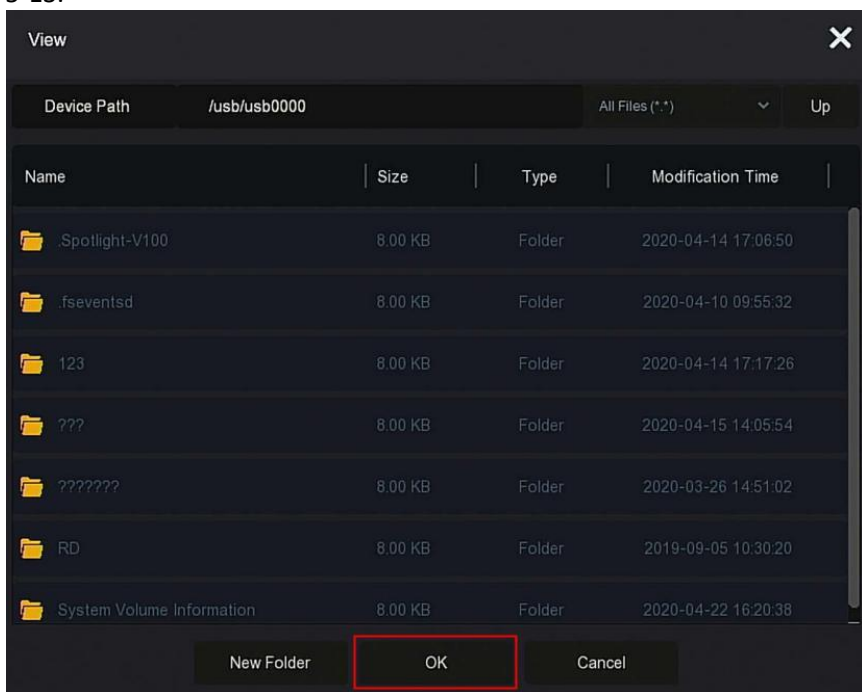 View
Device Path /usb/usb0000 All Files (*.*) Up
Name Size Type Modification Time
.Spotlight-V100 8.00 KB Folder 2020-04-14 17:06:50
.fseventsd 8.00 KB Folder 2020-04-10 09:55:32
123 8.00 KB Folder 2020-04-14 17:17:26
??? 8.00 KB Folder 2020-04-15 14:05:54
??????? 8.00 KB Folder 2020-03-26 14:51:02
RD 8.00 KB Folder 2019-09-05 10:30:20
System Volume Information 8.00 KB Folder 2020-04-22 16:20:38
New Folder OK Cancel